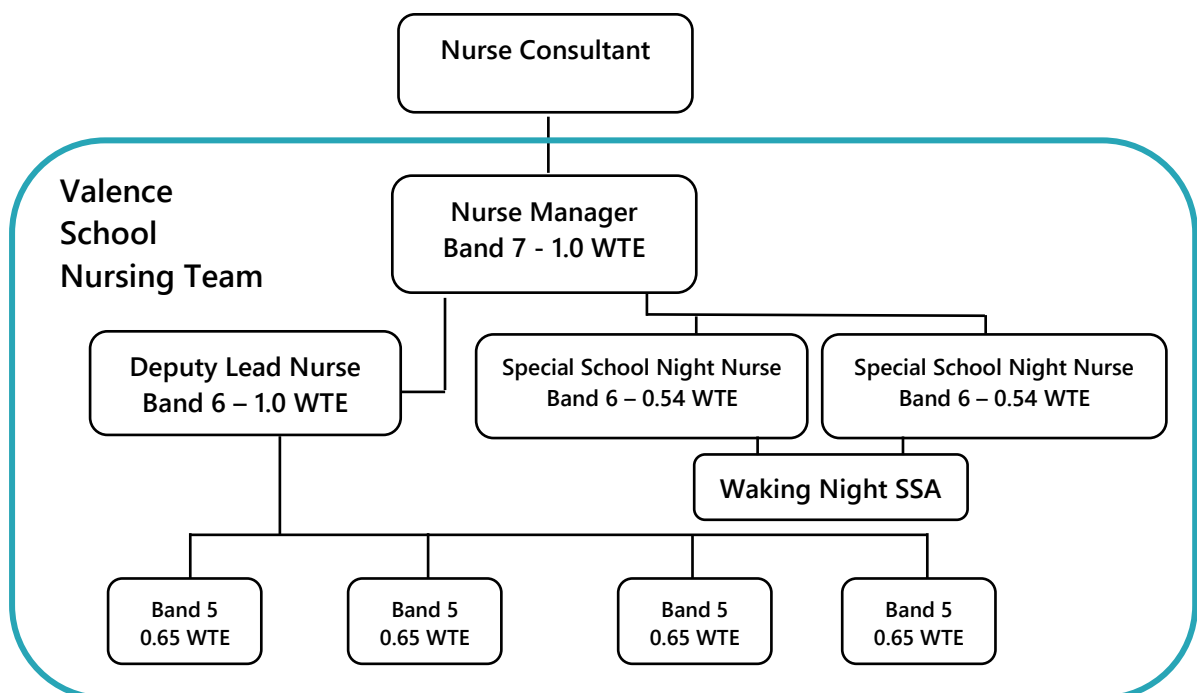 Nurse Consultant
Valence
School
Nursing Team
Nurse Manager
Band 7 - 1.0 WTE
Deputy Lead Nurse
Band 6 – 1.0 WTE
Special School Night Nurse
Band 6 – 0.54 WTE
Special School Night Nurse
Band 6 – 0.54 WTE
Waking Night SSA
Band 5
0.65 WTE
Band 5
0.65 WTE
Band 5
0.65 WTE
Band 5
0.65 WTE